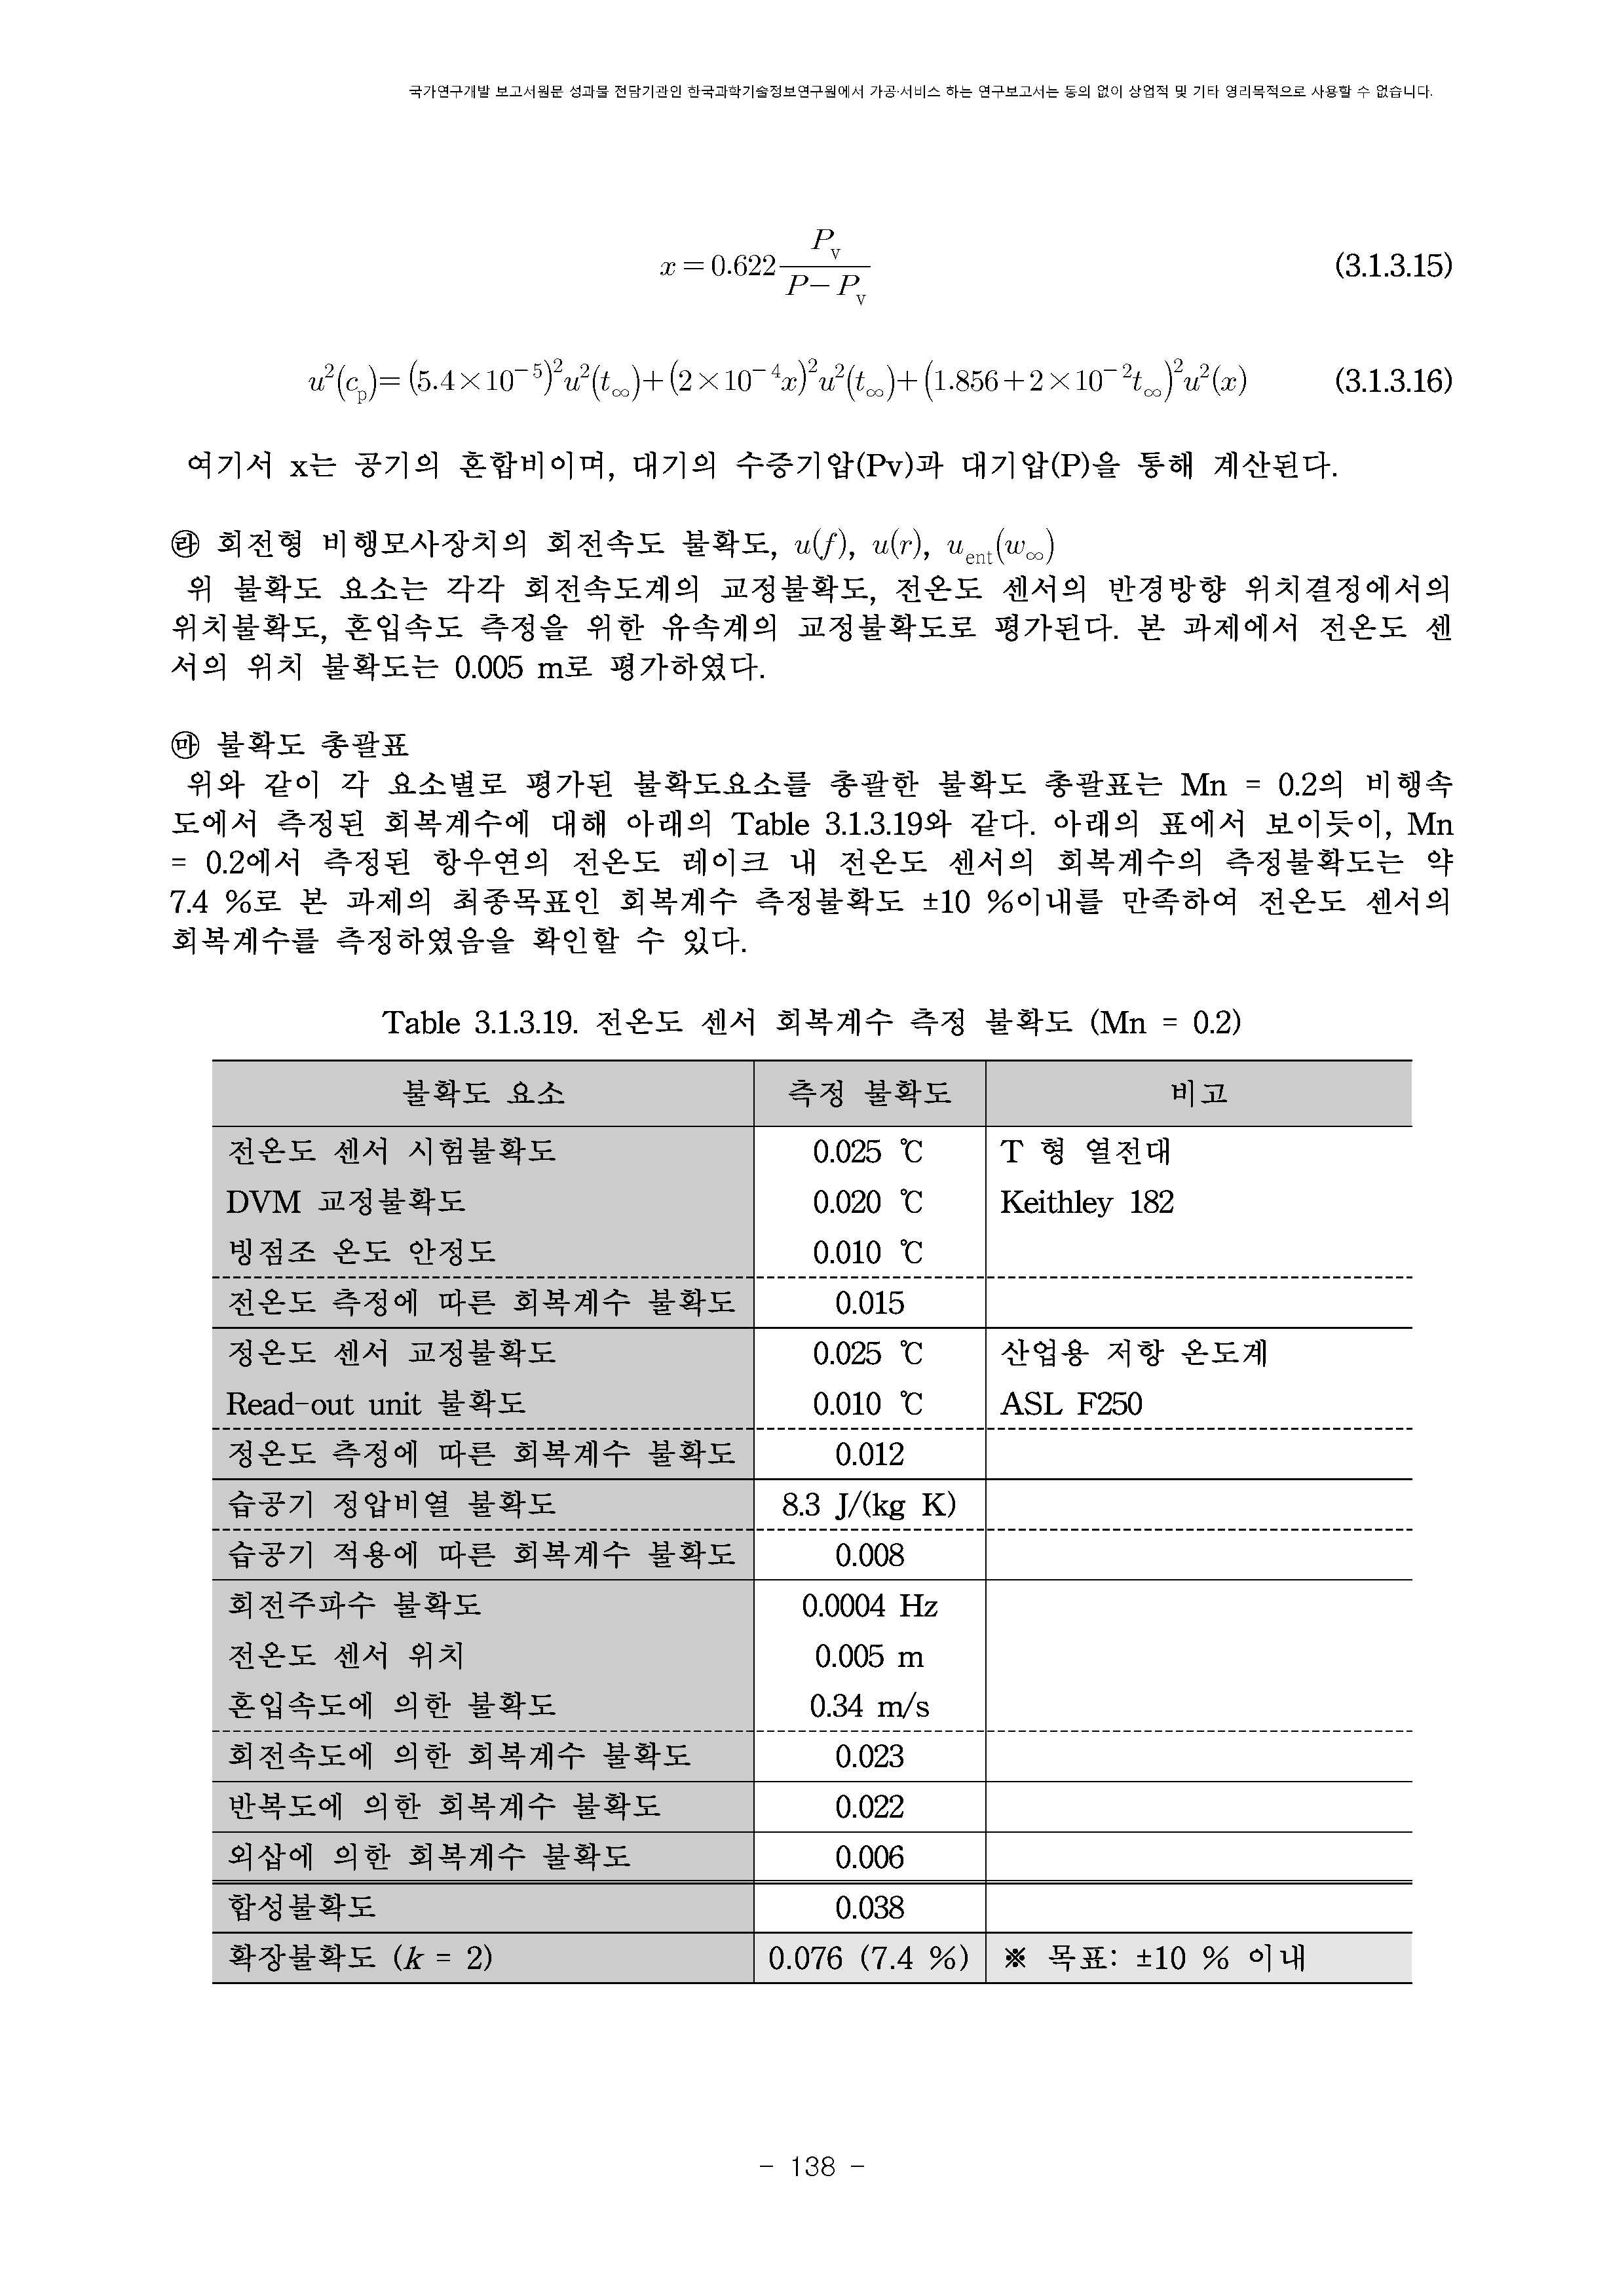 국가연구개발 보고서원문 성과물 전담기관인 한국과학기술정보연구원에서 가공·서비스 하는 연구보고서는 동의 없이 상업적 및 기타 영리목적으로 사용할 수 없습니다.
x = 0.622 P_v / (P − P_v) (3.1.3.15)
u²(c_p) = (5.4×10⁻⁵)²u²(t_∞) + (2×10⁻⁴x)²u²(t_∞) + (1.856 + 2×10⁻²t_∞)²u²(x) (3.1.3.16)
여기서 x는 공기의 혼합비이며, 대기의 수증기압(Pv)과 대기압(P)을 통해 계산된다.
㉣ 회전형 비행모사장치의 회전속도 불확도, u(f), u(r), u_ent(w_∞)
위 불확도 요소는 각각 회전속도계의 교정불확도, 전온도 센서의 반경방향 위치결정에서의
위치불확도, 혼입속도 측정을 위한 유속계의 교정불확도로 평가된다. 본 과제에서 전온도 센
서의 위치 불확도는 0.005 m로 평가하였다.
㉤ 불확도 총괄표
위와 같이 각 요소별로 평가된 불확도요소를 총괄한 불확도 총괄표는 Mn = 0.2의 비행속
도에서 측정된 회복계수에 대해 아래의 Table 3.1.3.19와 같다. 아래의 표에서 보이듯이, Mn
= 0.2에서 측정된 항우연의 전온도 레이크 내 전온도 센서의 회복계수의 측정불확도는 약
7.4 %로 본 과제의 최종목표인 회복계수 측정불확도 ±10 %이내를 만족하여 전온도 센서의
회복계수를 측정하였음을 확인할 수 있다.
Table 3.1.3.19. 전온도 센서 회복계수 측정 불확도 (Mn = 0.2)
불확도 요소 측정 불확도 비고
전온도 센서 시험불확도 0.025 ℃ T 형 열전대
DVM 교정불확도 0.020 ℃ Keithley 182
빙점조 온도 안정도 0.010 ℃
전온도 측정에 따른 회복계수 불확도 0.015
정온도 센서 교정불확도 0.025 ℃ 산업용 저항 온도계
Read-out unit 불확도 0.010 ℃ ASL F250
정온도 측정에 따른 회복계수 불확도 0.012
습공기 정압비열 불확도 8.3 J/(kg K)
습공기 적용에 따른 회복계수 불확도 0.008
회전주파수 불확도 0.0004 Hz
전온도 센서 위치 0.005 m
혼입속도에 의한 불확도 0.34 m/s
회전속도에 의한 회복계수 불확도 0.023
반복도에 의한 회복계수 불확도 0.022
외삽에 의한 회복계수 불확도 0.006
합성불확도 0.038
확장불확도 (k = 2) 0.076 (7.4 %) ※ 목표: ±10 % 이내
- 138 -